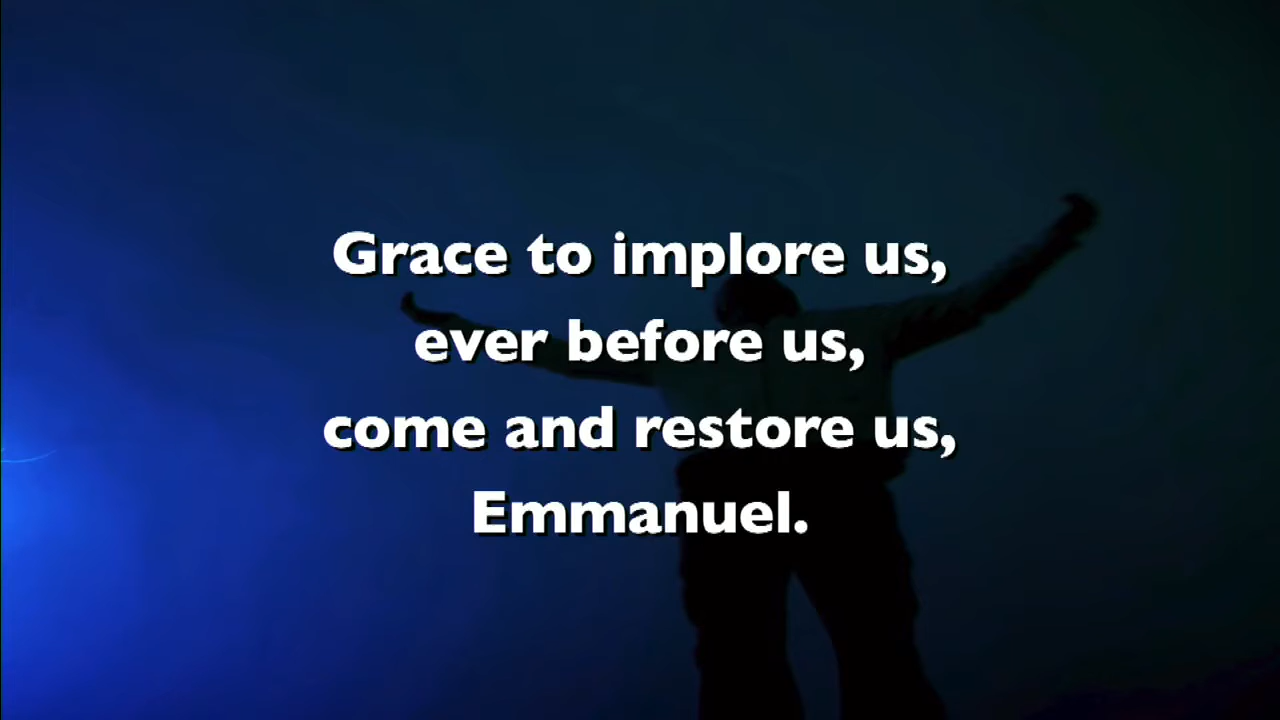 Grace to implore us,
ever before us,
come and restore us,
Emmanuel.